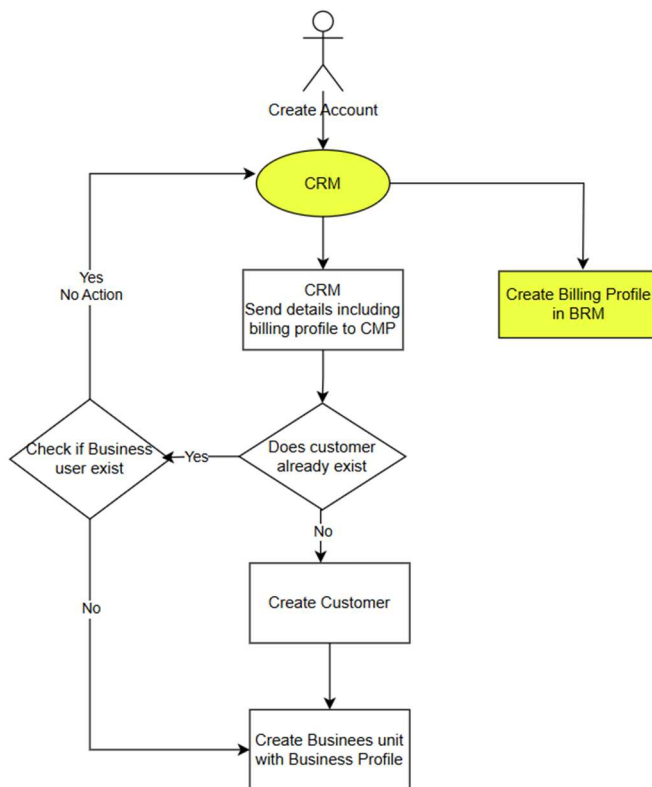 Create Account
CRM
Yes
No Action
CRM
Send details including
billing profile to CMP
Create Billing Profile
in BRM
Check if Business
user exist
Yes
Does customer
already exist
No
Create Customer
No
Create Businees unit
with Business Profile